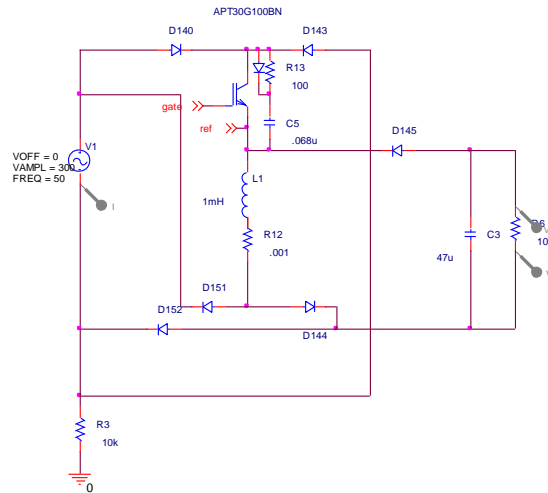 APT30G100BN
D140
D143
R13
100
gate
ref
C5
.068u
D145
V1
VOFF = 0
VAMPL = 300
FREQ = 50
L1
1mH
R12
.001
C3
47u
10
D151
D152
D144
R3
10k
0